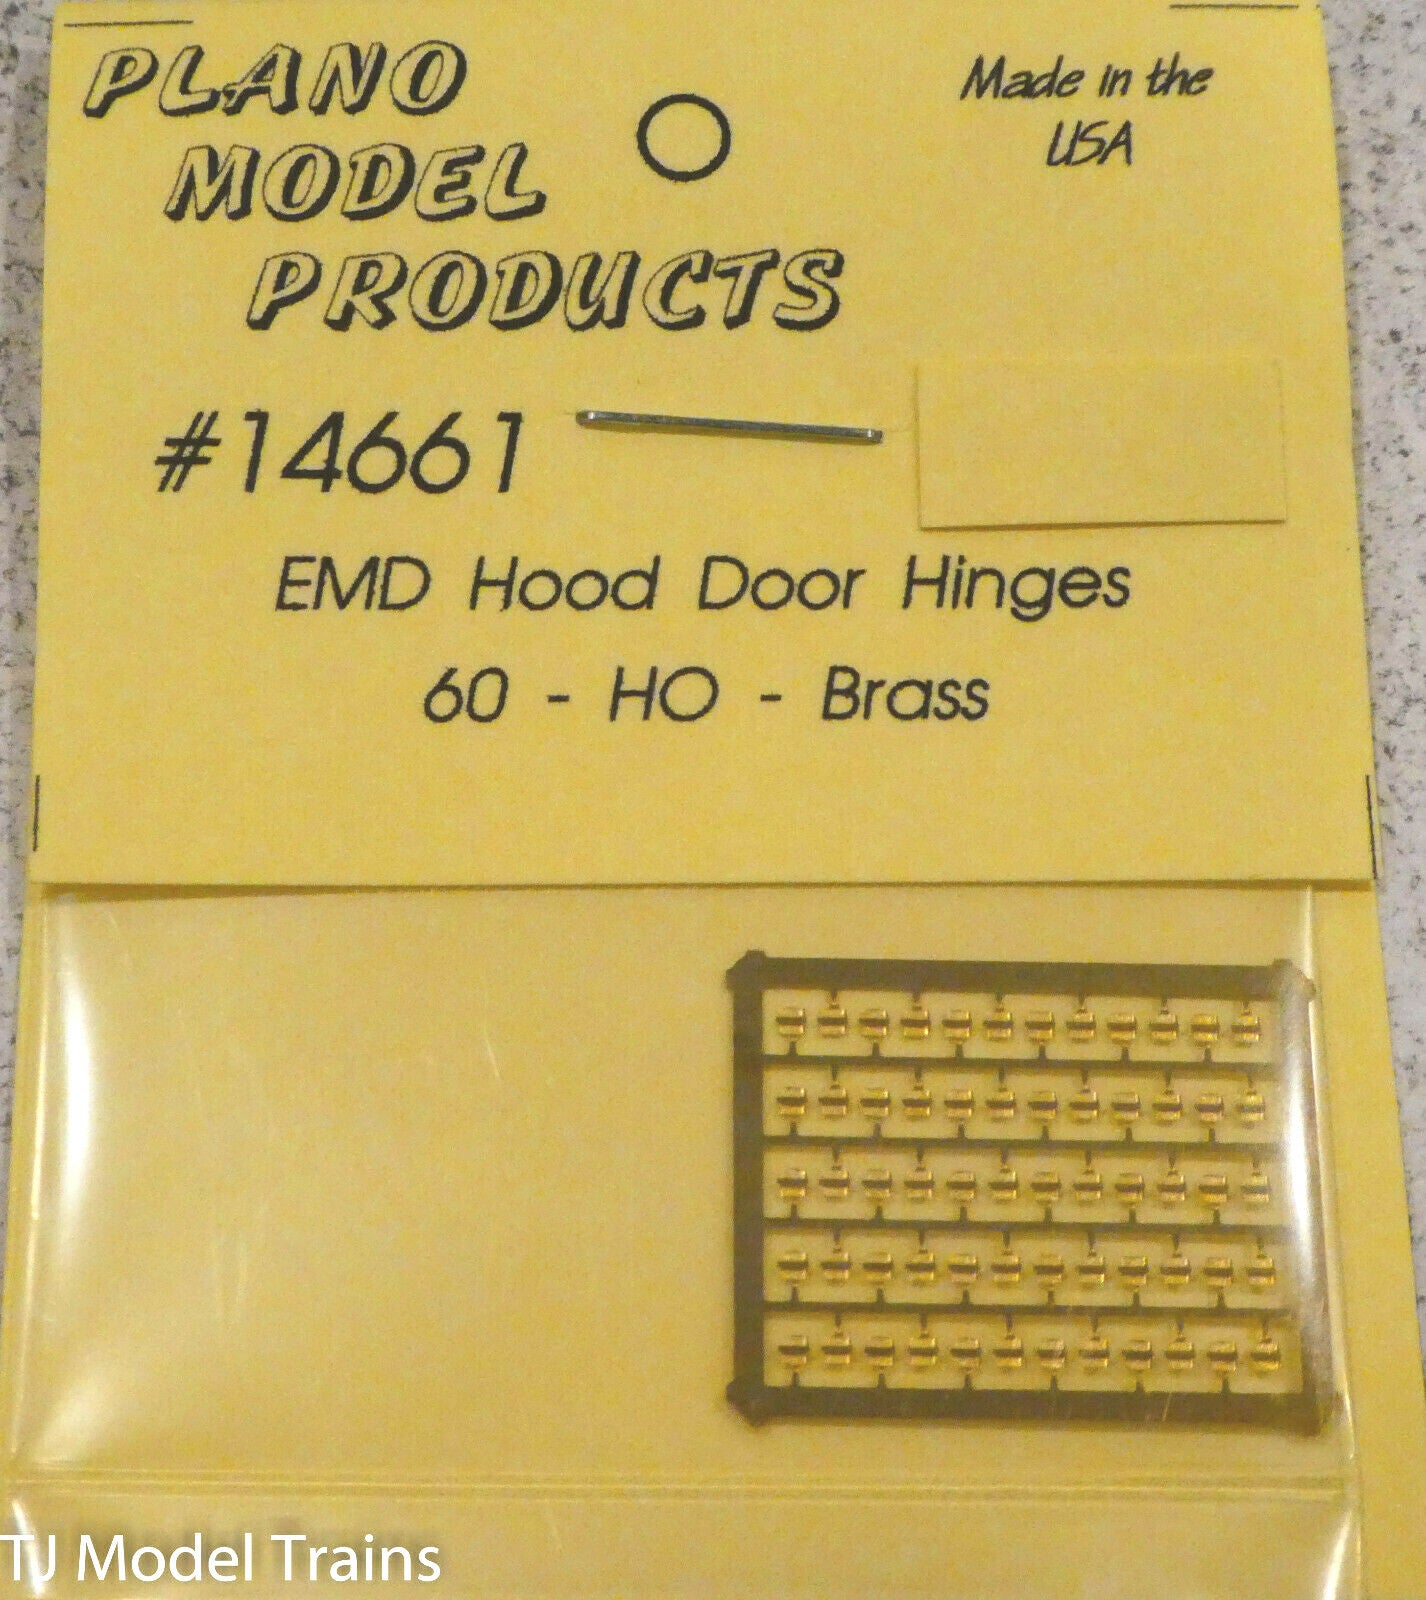 PLANO
MODEL
PRODUCTS
Made in the
USA
#14661
EMD Hood Door Hinges
60 - HO - Brass
TJ Model Trains